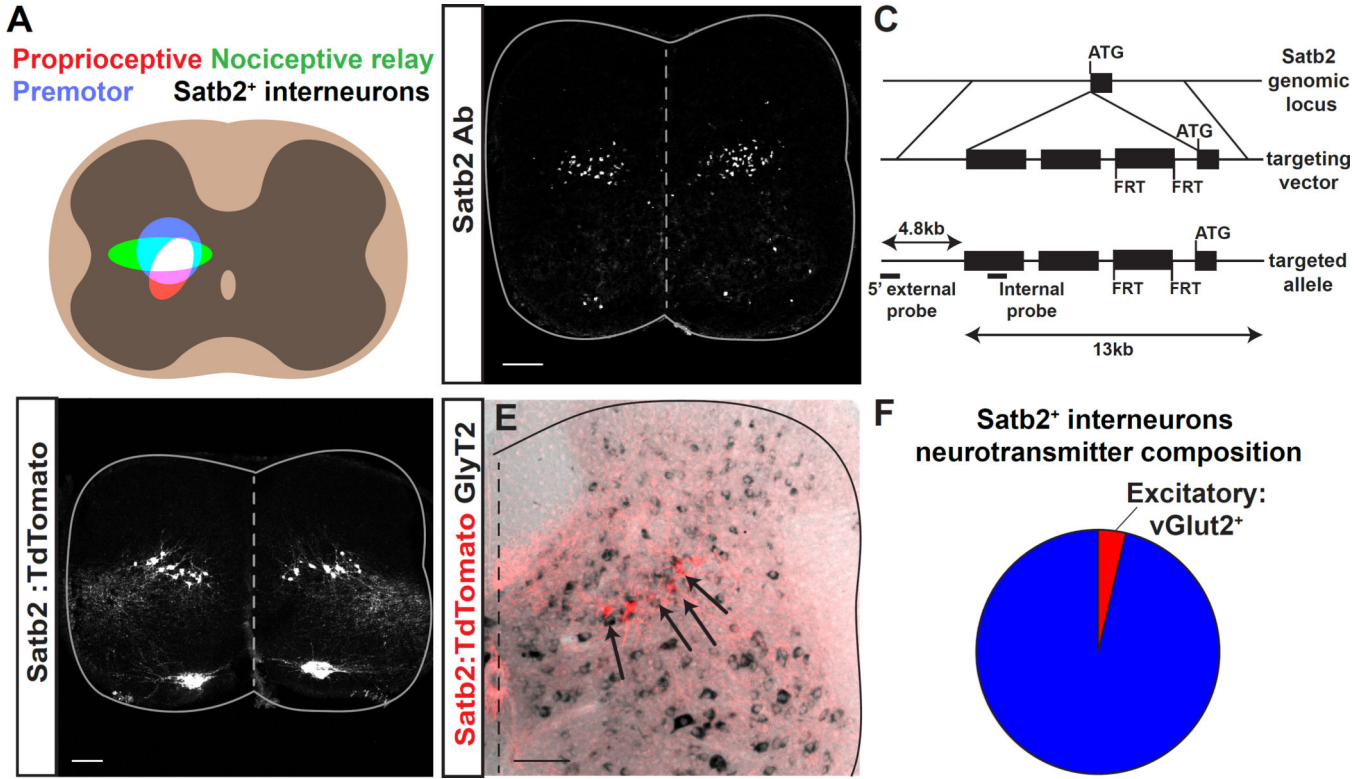 A
Proprioceptive Nociceptive relay
Premotor Satb2⁺ interneurons
Satb2 Ab
C
ATG
Satb2
genomic
locus
ATG
targeting
vector
FRT FRT
4.8kb
ATG
targeted
allele
FRT FRT
5' external
probe
Internal
probe
13kb
Satb2 :TdTomato
E
Satb2:TdTomato GlyT2
F
Satb2⁺ interneurons
neurotransmitter composition
Excitatory:
vGlut2⁺